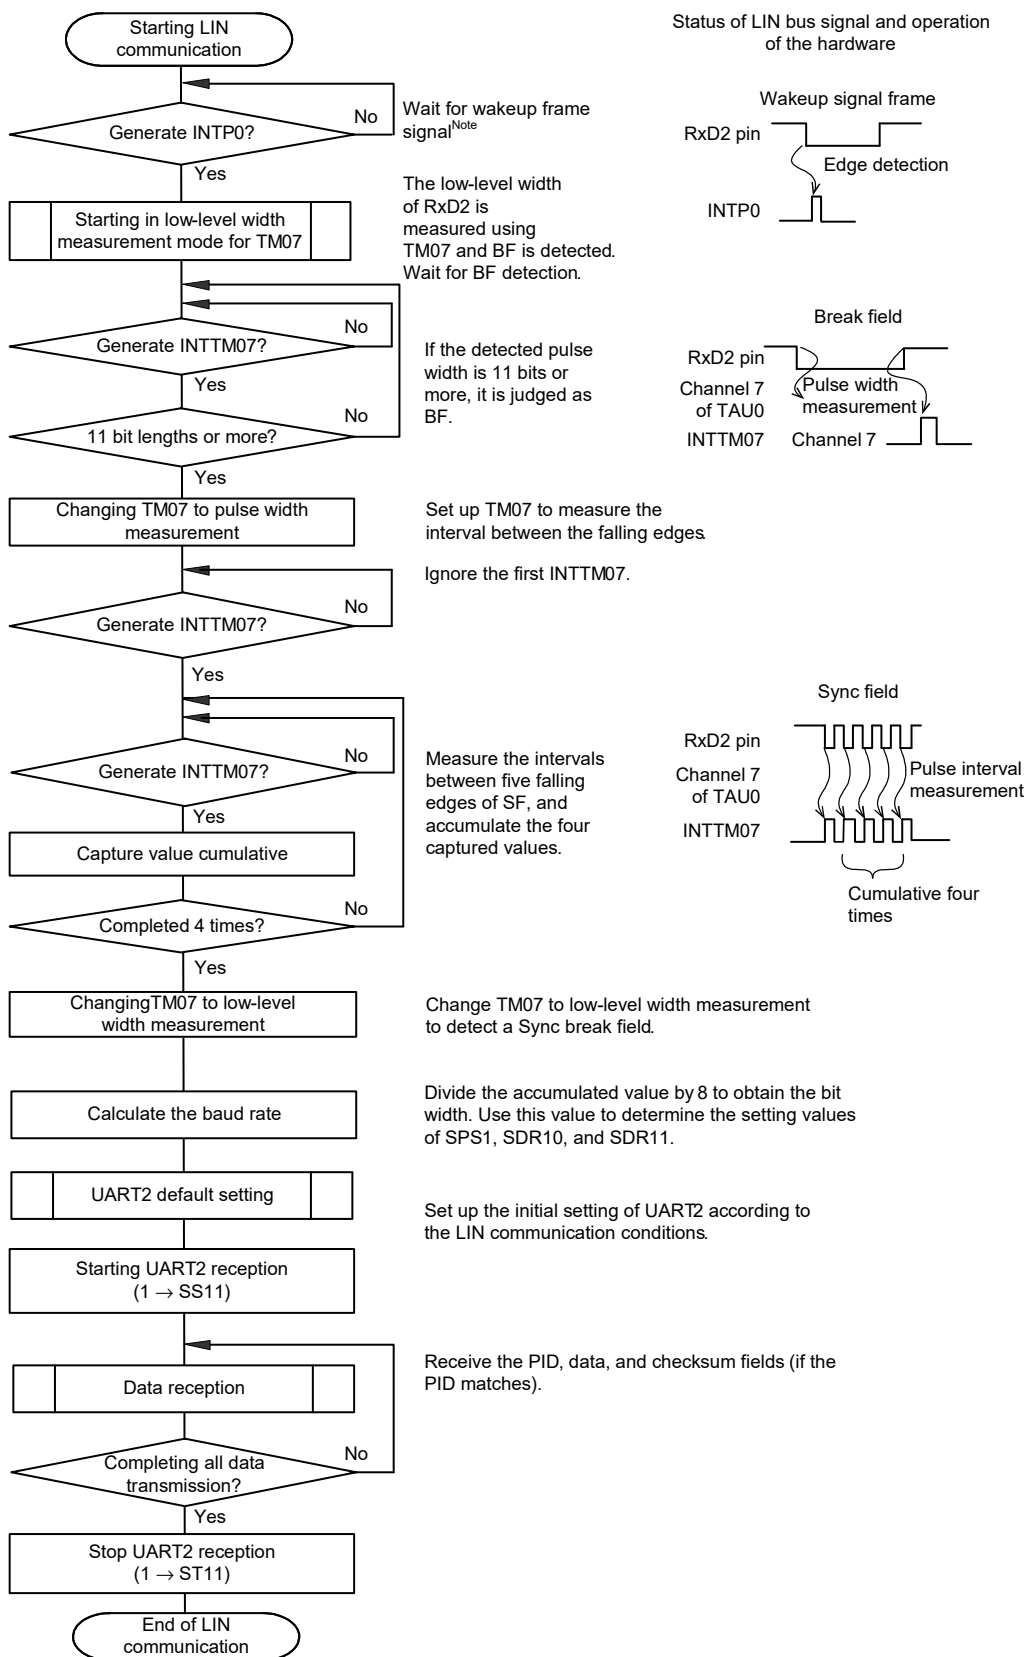 Starting LIN
communication
Status of LIN bus signal and operation
of the hardware
Generate INTP0?
No
Yes
Wait for wakeup frame
signalNote
Wakeup signal frame
RxD2 pin
Edge detection
INTP0
Starting in low-level width
measurement mode for TM07
The low-level width
of RxD2 is
measured using
TM07 and BF is detected.
Wait for BF detection.
Generate INTTM07?
No
Yes
11 bit lengths or more?
No
Yes
If the detected pulse
width is 11 bits or
more, it is judged as
BF.
Break field
RxD2 pin
Channel 7
of TAU0
Pulse width
measurement
INTTM07
Channel 7
Changing TM07 to pulse width
measurement
Set up TM07 to measure the
interval between the falling edges.
Ignore the first INTTM07.
Generate INTTM07?
No
Yes
Generate INTTM07?
No
Yes
Capture value cumulative
Completed 4 times?
No
Yes
Measure the intervals
between five falling
edges of SF, and
accumulate the four
captured values.
Sync field
RxD2 pin
Channel 7
of TAU0
Pulse interval
measurement
INTTM07
Cumulative four
times
ChangingTM07 to low-level
width measurement
Change TM07 to low-level width measurement
to detect a Sync break field.
Calculate the baud rate
Divide the accumulated value by 8 to obtain the bit
width. Use this value to determine the setting values
of SPS1, SDR10, and SDR11.
UART2 default setting
Set up the initial setting of UART2 according to
the LIN communication conditions.
Starting UART2 reception
(1 → SS11)
Data reception
Receive the PID, data, and checksum fields (if the
PID matches).
Completing all data
transmission?
No
Yes
Stop UART2 reception
(1 → ST11)
End of LIN
communication